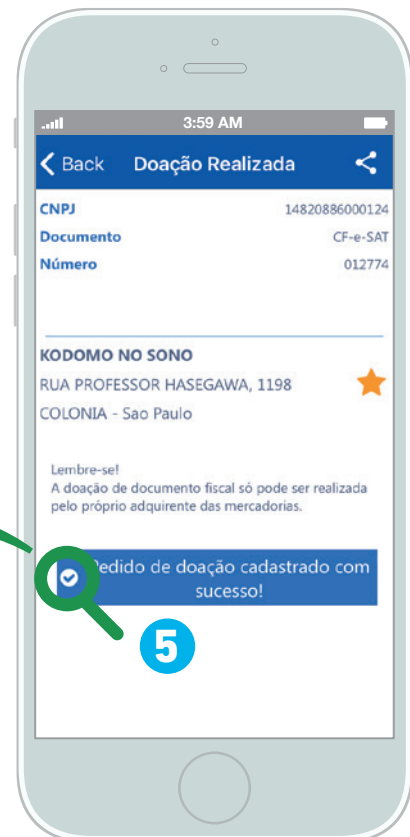 3:59 AM
Back Doação Realizada
CNPJ 14820886000124
Documento CF-e-SAT
Número 012774
KODOMO NO SONO
RUA PROFESSOR HASEGAWA, 1198
COLONIA - Sao Paulo
Lembre-se!
A doação de documento fiscal só pode ser realizada
pelo próprio adquirente das mercadorias.
Pedido de doação cadastrado com
sucesso!
5